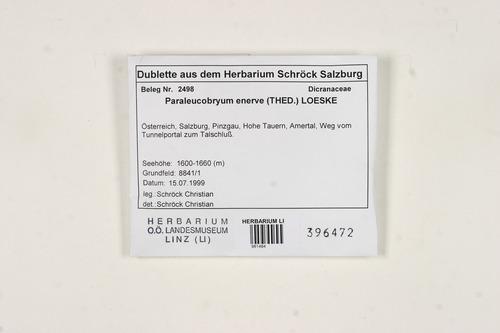 Dublette aus dem Herbarium Schröck Salzburg
Beleg Nr. 2498 Dicranaceae
Paraleucobryum enerve (THED.) LOESKE
Österreich, Salzburg, Pinzgau, Hohe Tauern, Amertal, Weg vom
Tunnelportal zum Talschluß.
Seehöhe: 1600-1660 (m)
Grundfeld: 8841/1
Datum: 15.07.1999
leg.:Schröck Christian
det.:Schröck Christian
HERBARIUM
O.Ö. LANDESMUSEUM
LINZ (LI)
HERBARIUM LI
981464
396472